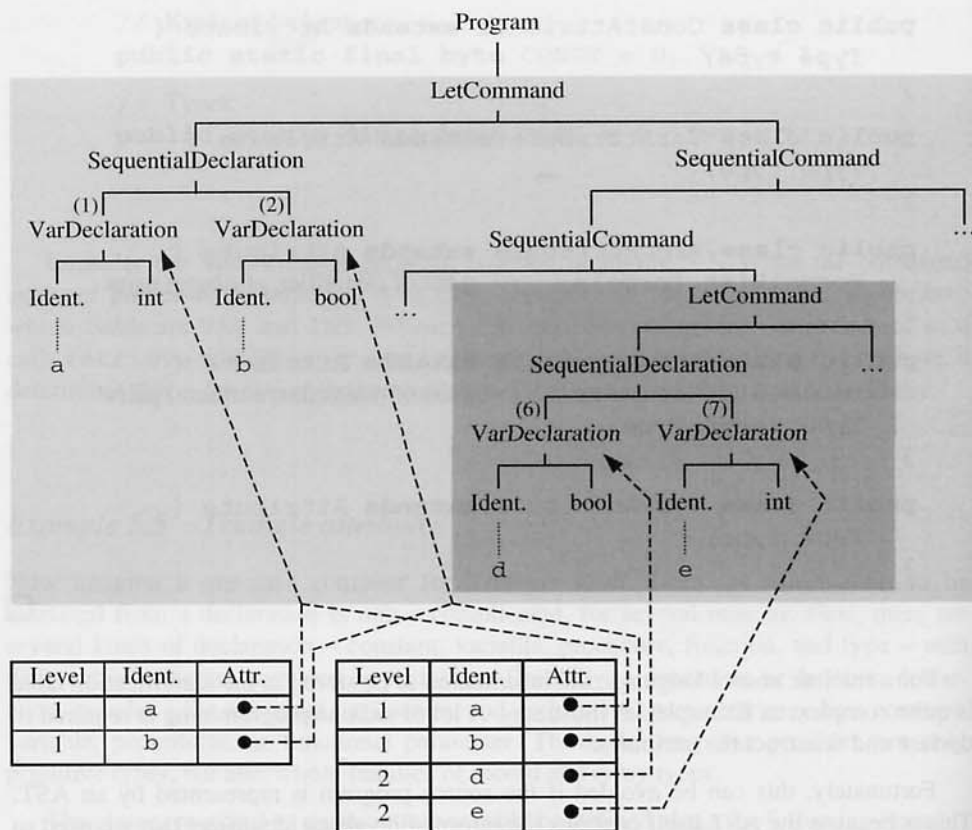 Program
LetCommand
SequentialDeclaration SequentialCommand
(1) (2)
VarDeclaration VarDeclaration SequentialCommand ...
Ident. int Ident. bool ... LetCommand
a b SequentialDeclaration ...
(6) (7)
VarDeclaration VarDeclaration
Ident. bool Ident. int
d e
Level Ident. Attr. Level Ident. Attr.
1 a 1 a
1 b 1 b
2 d
2 e